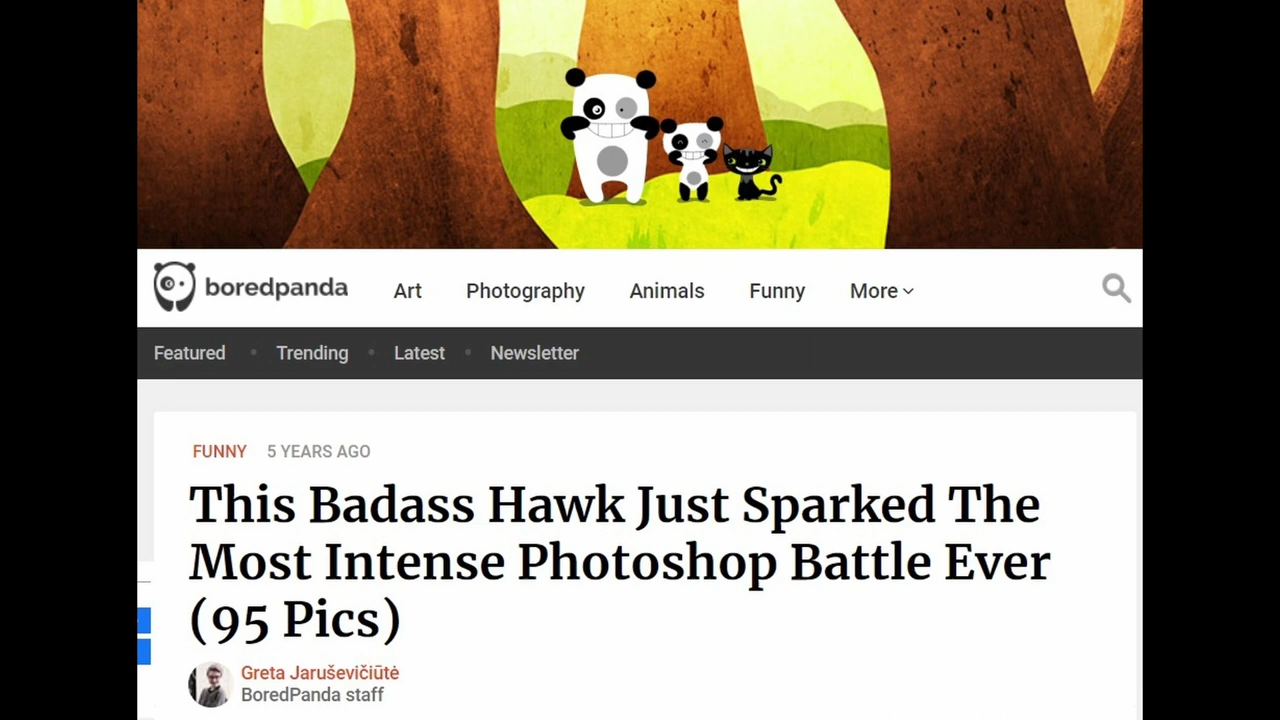 boredpanda Art Photography Animals Funny More
Featured • Trending • Latest • Newsletter
FUNNY 5 YEARS AGO
This Badass Hawk Just Sparked The
Most Intense Photoshop Battle Ever
(95 Pics)
Greta Jaruševičiūtė
BoredPanda staff